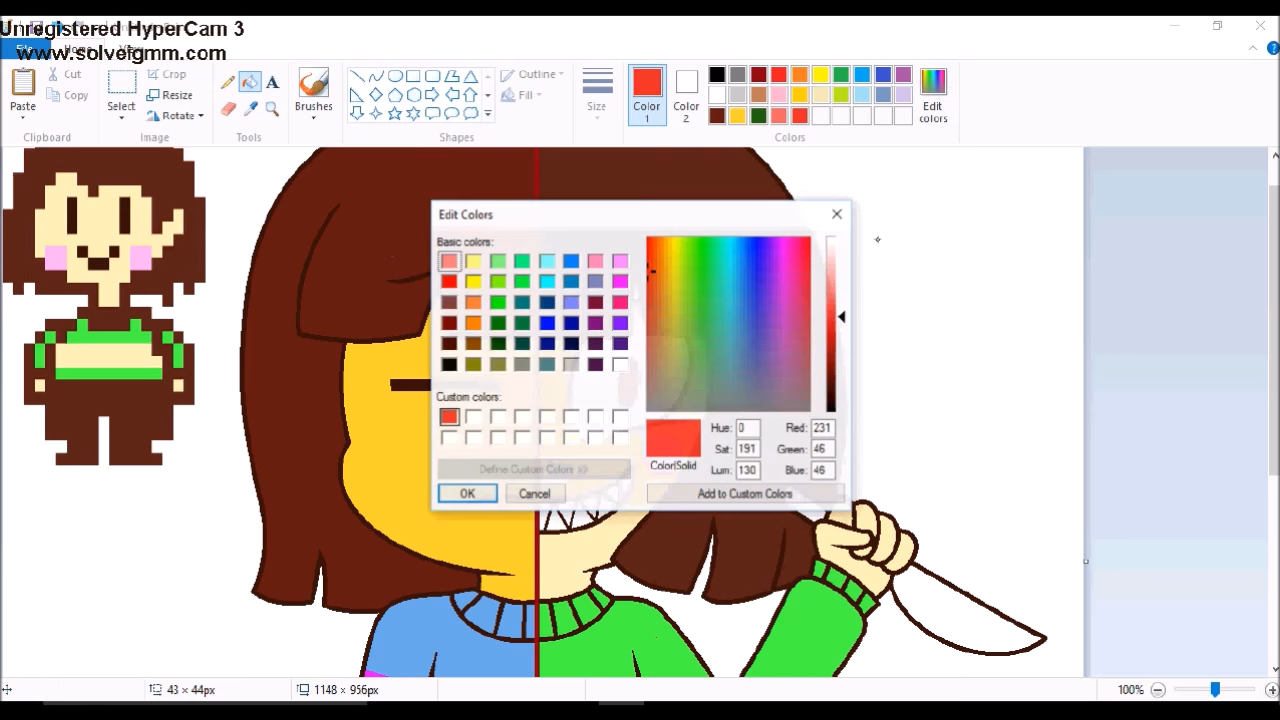 Unregistered HyperCam 3
www.solveigmm.com
File
Home
View
Paste
Cut
Copy
Clipboard
Select
Crop
Resize
Rotate
Image
Tools
Brushes
Shapes
Outline
Fill
Size
Color
1
Color
2
Edit
colors
Colors
Edit Colors
Basic colors:
Custom colors:
Define Custom Colors >>
OK
Cancel
Color|Solid
Hue: 0
Sat: 191
Lum: 130
Red: 231
Green: 46
Blue: 46
Add to Custom Colors
43 × 44px
1148 × 956px
100%